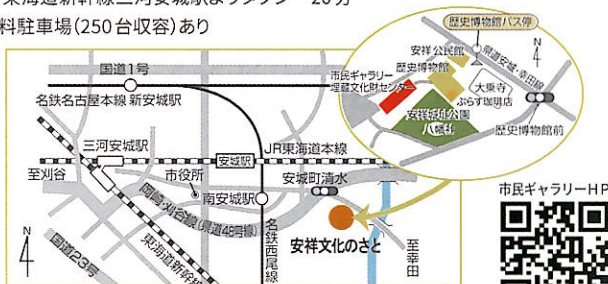 東海道新幹線三河安城駅よりタクシー20分
料駐車場(250台収容)あり
歴史博物館バス停
安祥公民館
県道安城・幸田線
N
4
市民ギャラリー
歴史博物館
埋蔵文化財センター
大乗寺
ぷらす珈琲店
安祥城址公園
八幡社
歴史博物館前
国道1号
名鉄名古屋本線 新安城駅
三河安城駅
安城駅
JR東海道本線
至刈谷
市役所
安城町清水
南安城駅
岡崎・刈谷線(県道48号線)
市民ギャラリーHP
安祥文化のさと
至幸田
N
4
国道23号
東海道新幹線
名鉄西尾線